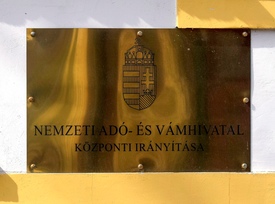 NEMZETI ADÓ- ÉS VÁMHIVATAL
KÖZPONTI IRÁNYÍTÁSA